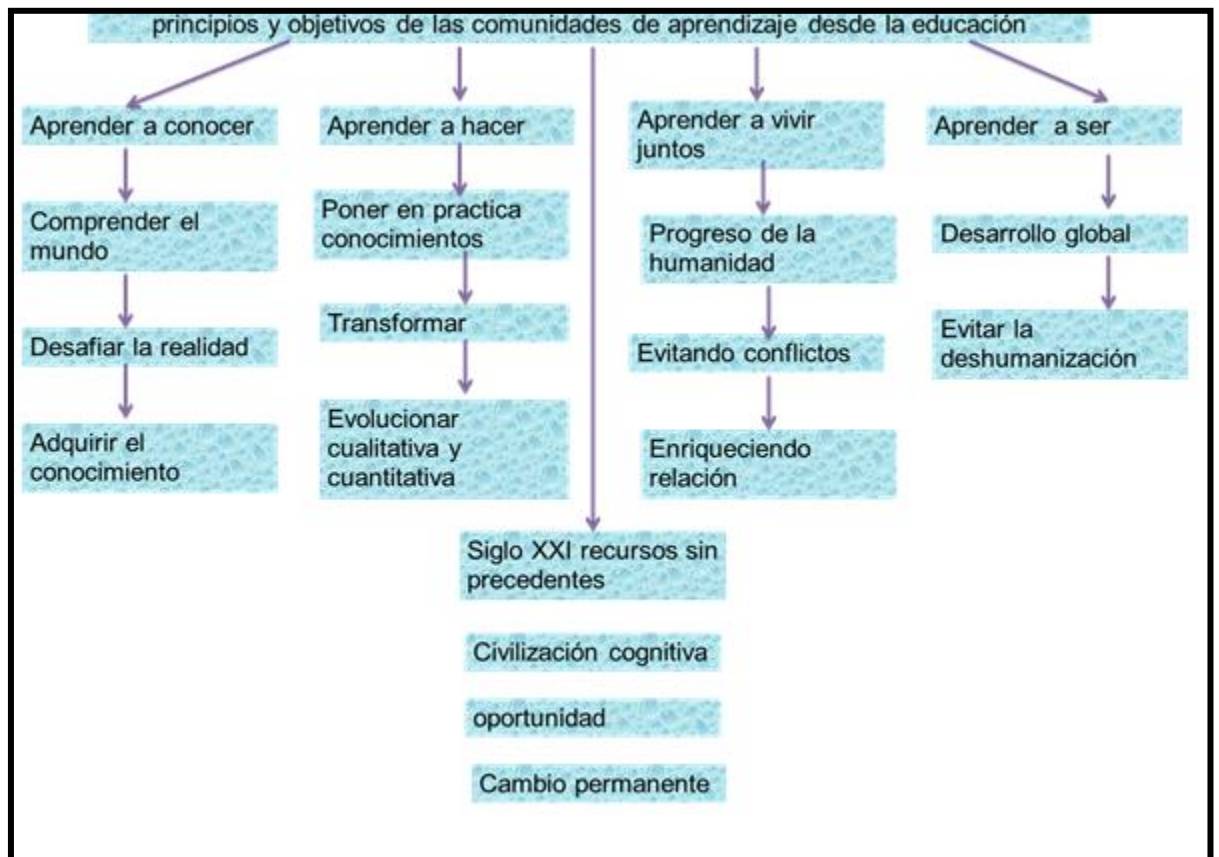 principios y objetivos de las comunidades de aprendizaje desde la educación
Aprender a conocer
Comprender el
mundo
Desafiar la realidad
Adquirir el
conocimiento
Aprender a hacer
Poner en practica
conocimientos
Transformar
Evolucionar
cualitativa y
cuantitativa
Aprender a vivir
juntos
Progreso de la
humanidad
Evitando conflictos
Enriqueciendo
relación
Aprender a ser
Desarrollo global
Evitar la
deshumanización
Siglo XXI recursos sin
precedentes
Civilización cognitiva
oportunidad
Cambio permanente